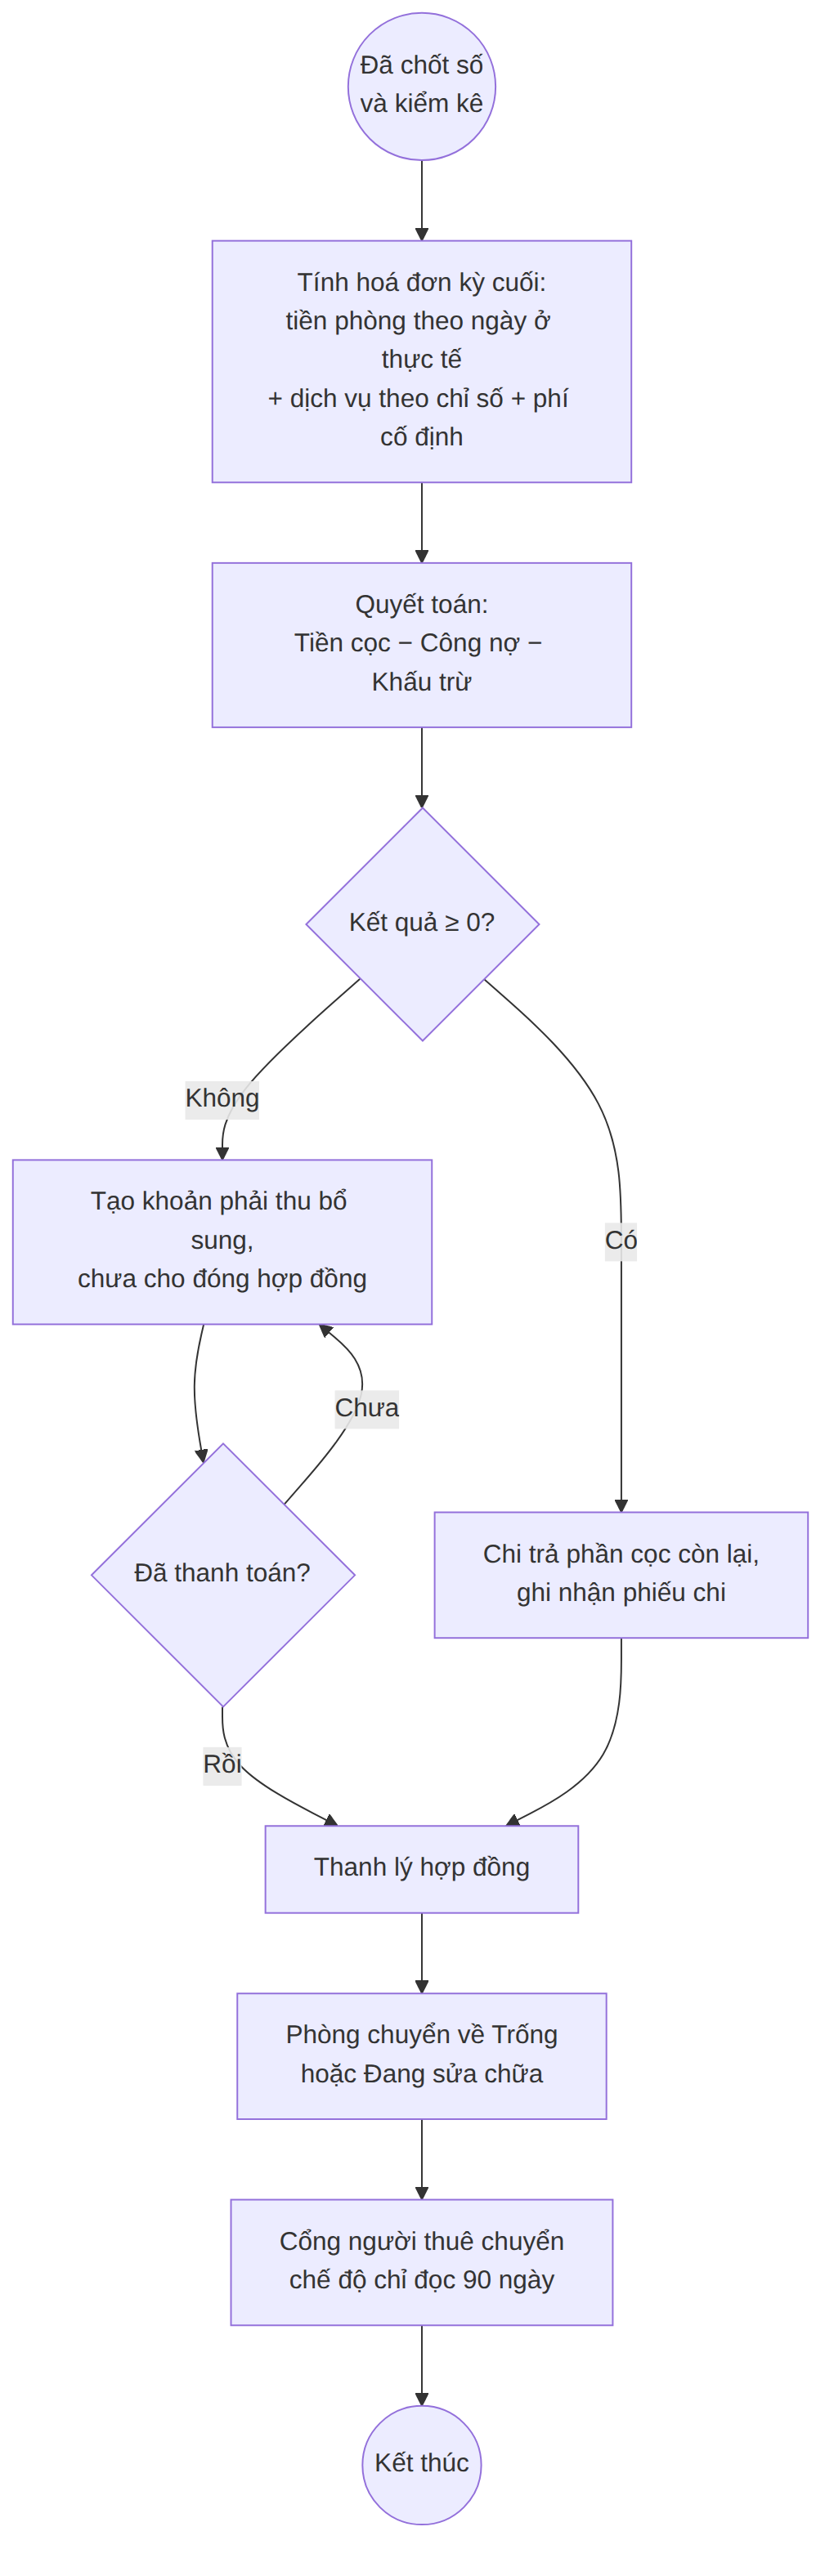 Đã chốt số
và kiểm kê
Tính hoá đơn kỳ cuối:
tiền phòng theo ngày ở
thực tế
+ dịch vụ theo chỉ số + phí
cố định
Quyết toán:
Tiền cọc − Công nợ −
Khấu trừ
Kết quả ≥ 0?
Không
Có
Tạo khoản phải thu bổ
sung,
chưa cho đóng hợp đồng
Chưa
Đã thanh toán?
Chi trả phần cọc còn lại,
ghi nhận phiếu chi
Rồi
Thanh lý hợp đồng
Phòng chuyển về Trống
hoặc Đang sửa chữa
Cổng người thuê chuyển
chế độ chỉ đọc 90 ngày
Kết thúc